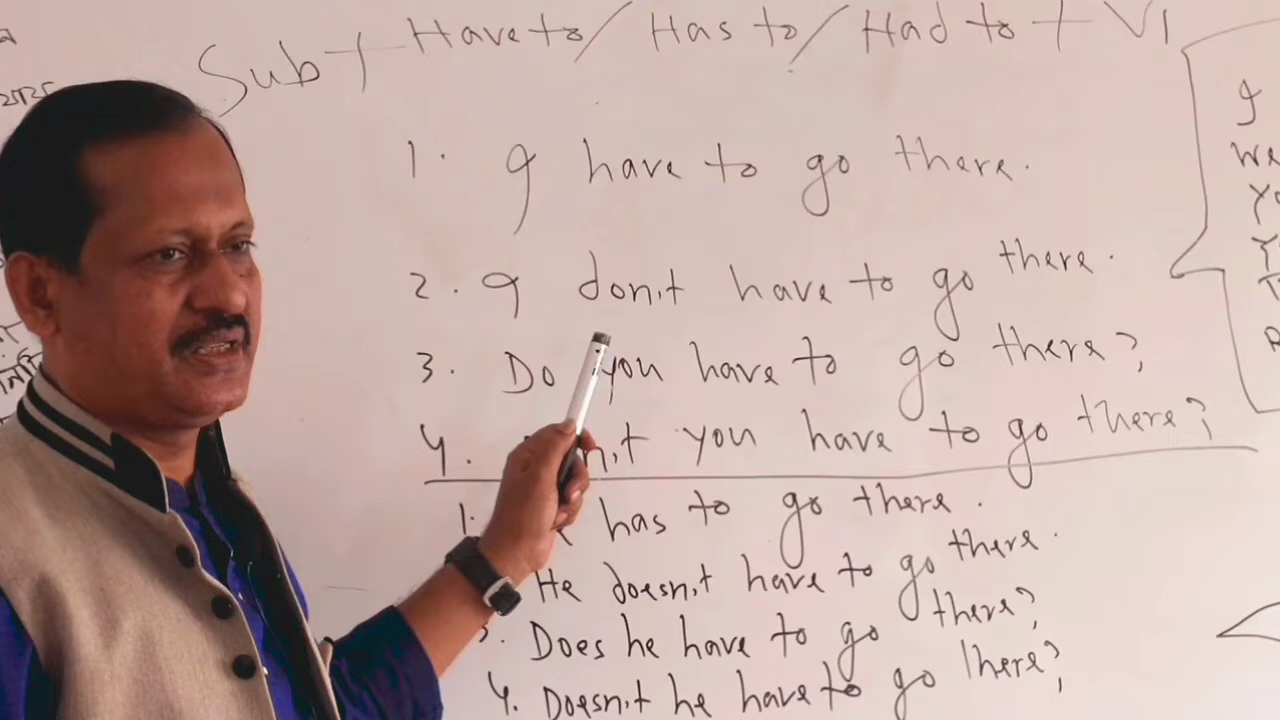 Sub + Have to / Has to / Had to + V1
1. I have to go there.
2. I don't have to go there.
3. Do you have to go there?
4. n't you have to go there?
1. has to go there.
He doesn't have to go there.
3. Does he have to go there?
4. Doesn't he have to go there?
I
We